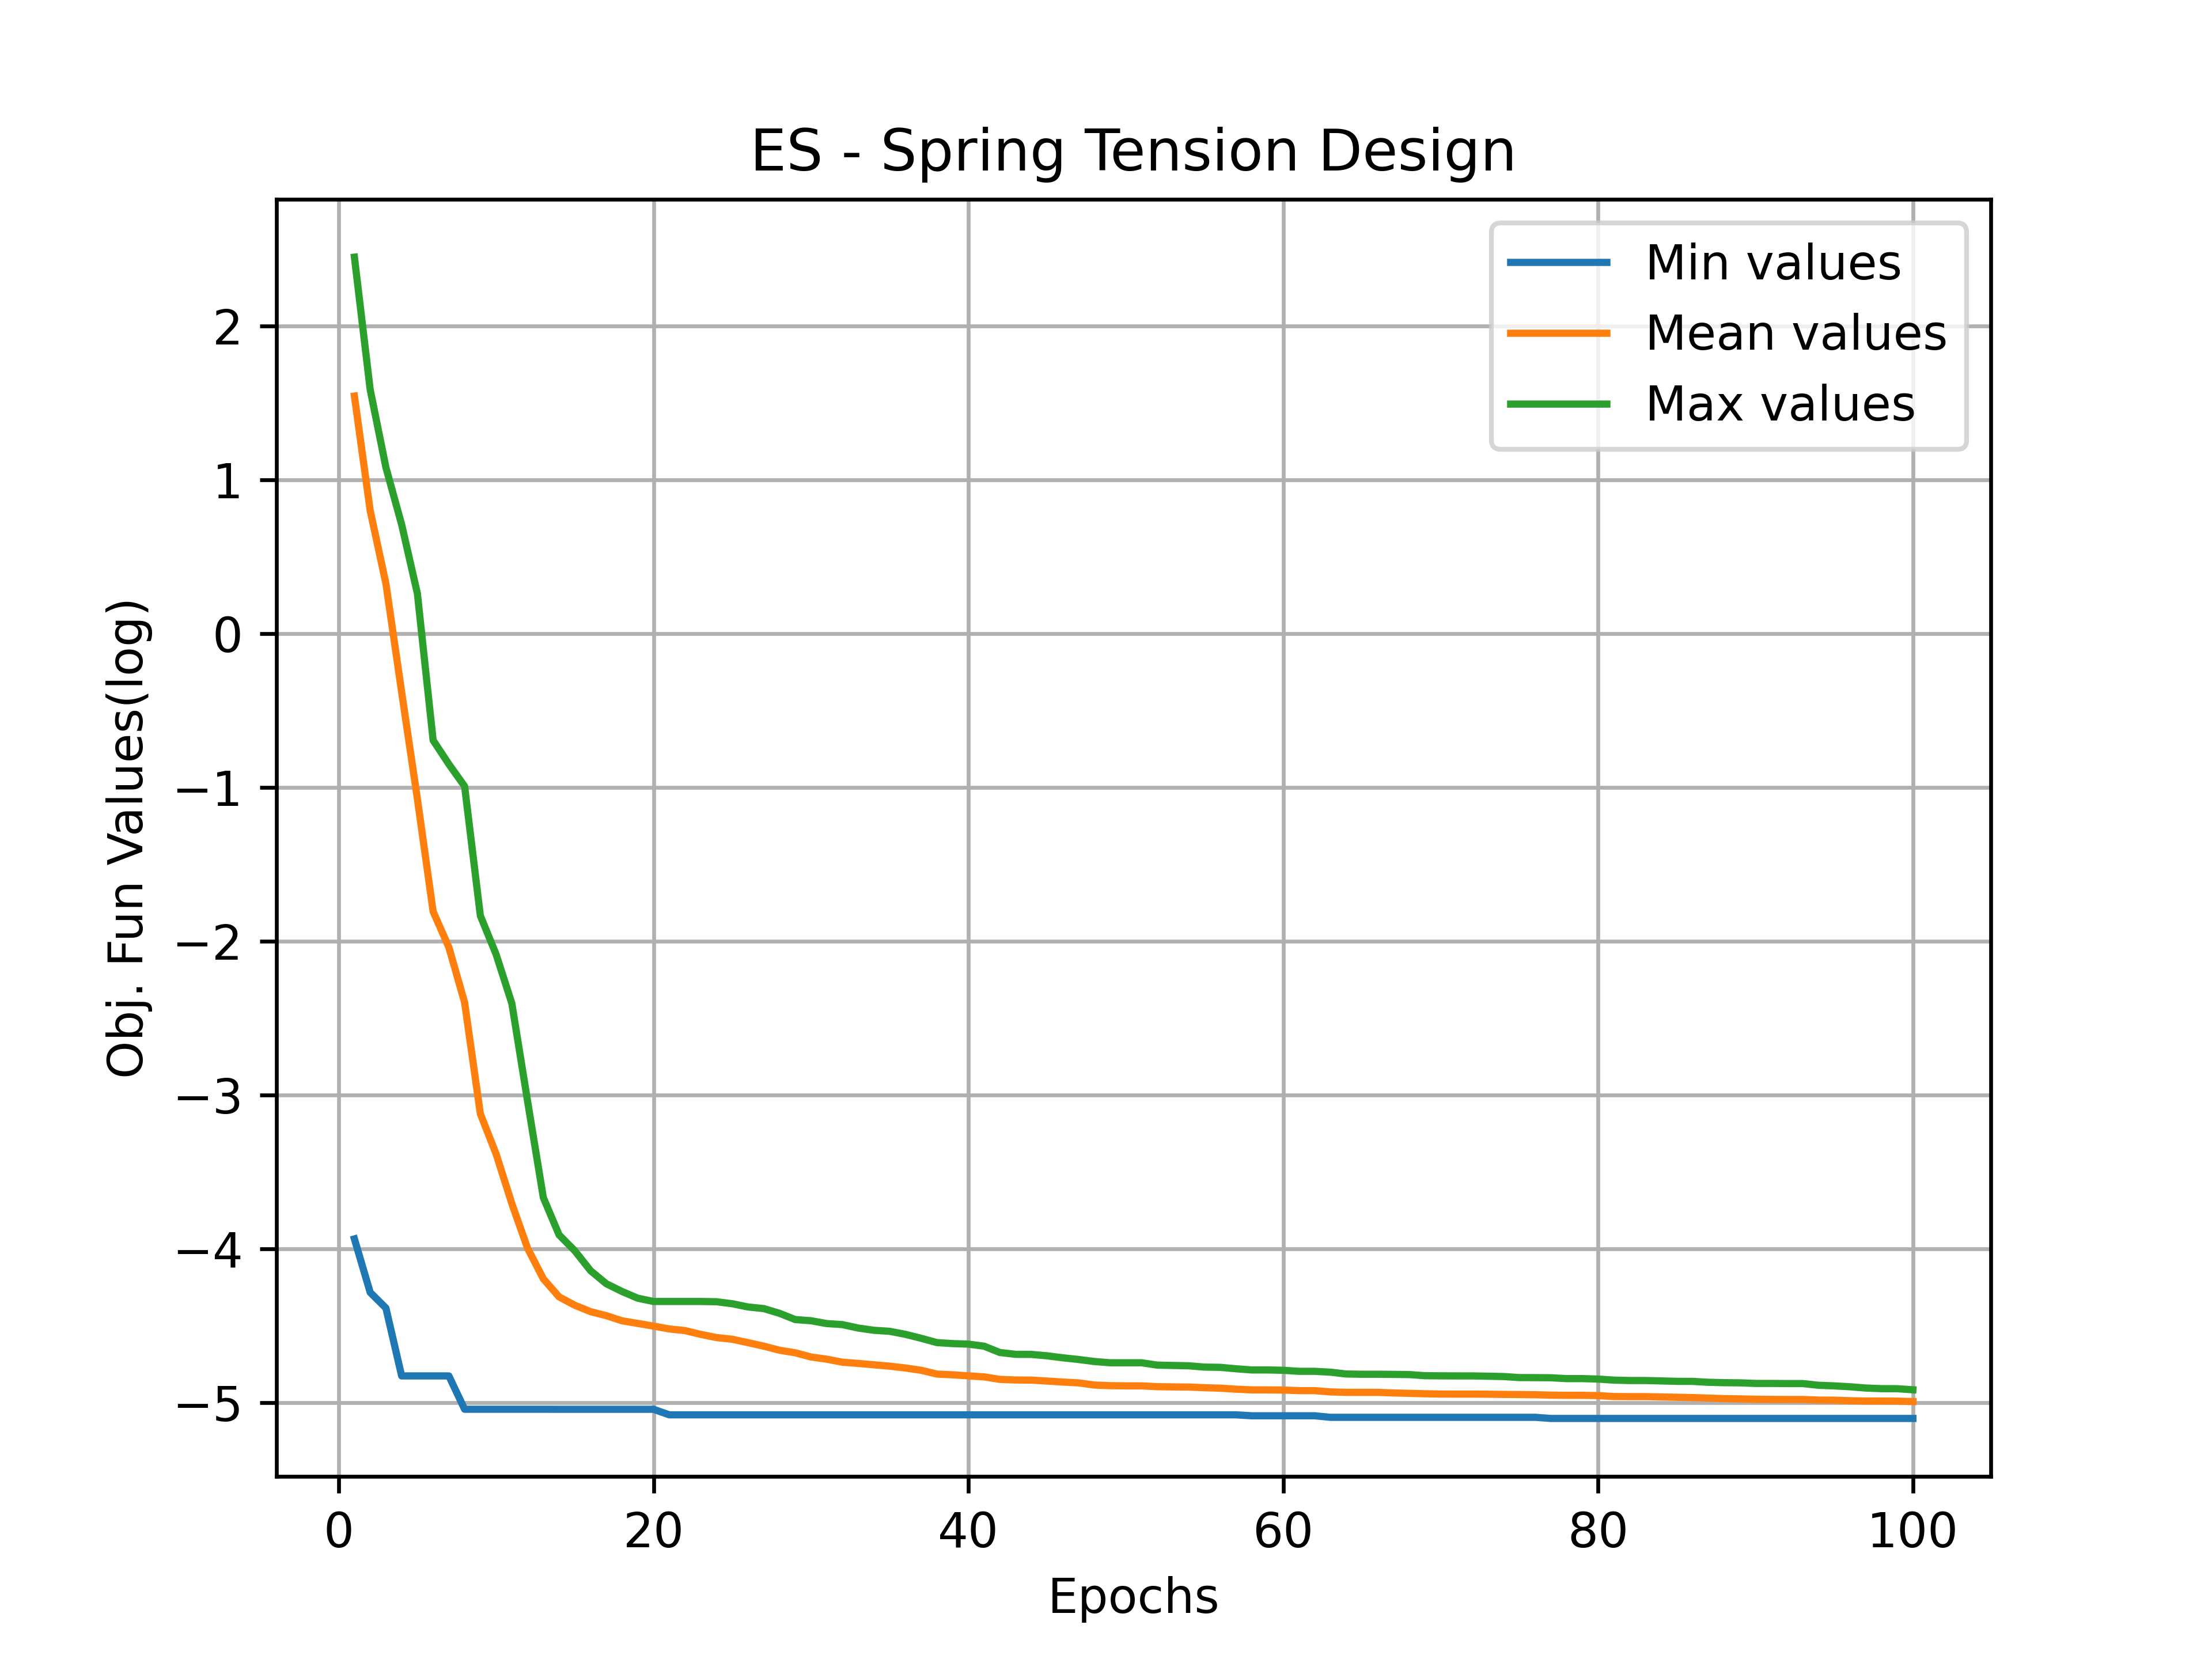 ES - Spring Tension Design
Min values
Mean values
Max values
Obj. Fun Values(log)
2
1
0
−1
−2
−3
−4
−5
0 20 40 60 80 100
Epochs